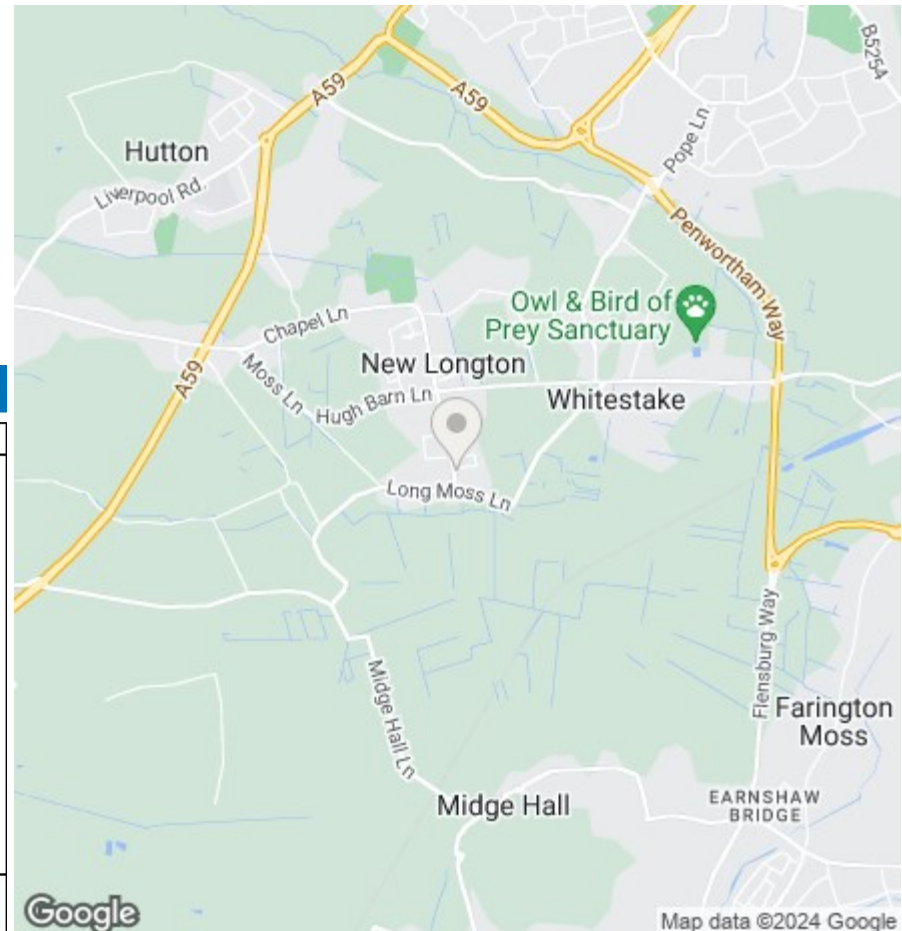 B5254
A59
A59
Pope Ln
Hutton
Liverpool Rd.
Penwortham Way
Owl & Bird of
Prey Sanctuary
Chapel Ln
New Longton
Moss Ln
A59
Hugh Barn Ln
Whitestake
Long Moss Ln
Flensburg Way
Midge Hall Ln
Farington
Moss
Midge Hall
EARNSHAW
BRIDGE
Google
Map data ©2024 Google